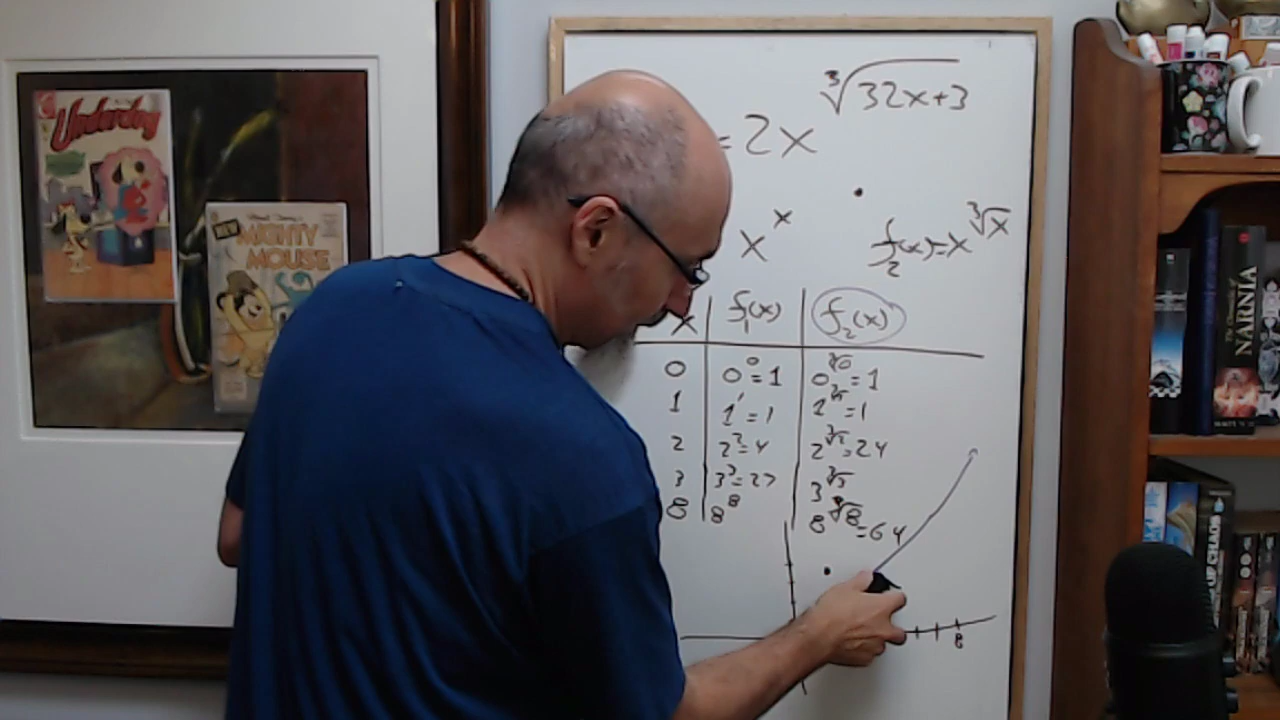 Underdog
NEW
MIGHTY
MOUSE
∛(32x+3)
= 2x
x^x
f₂(x)=x^∛x
x | f₁(x) | f₂(x)
0 | 0⁰=1 | 0^∛0=1
1 | 1¹=1 | 1^∛1=1
2 | 2²=4 | 2^∛2=24
3 | 3³=27 | 3^∛3
8 | 8⁸ | 8^∛8=64
8
NARNIA